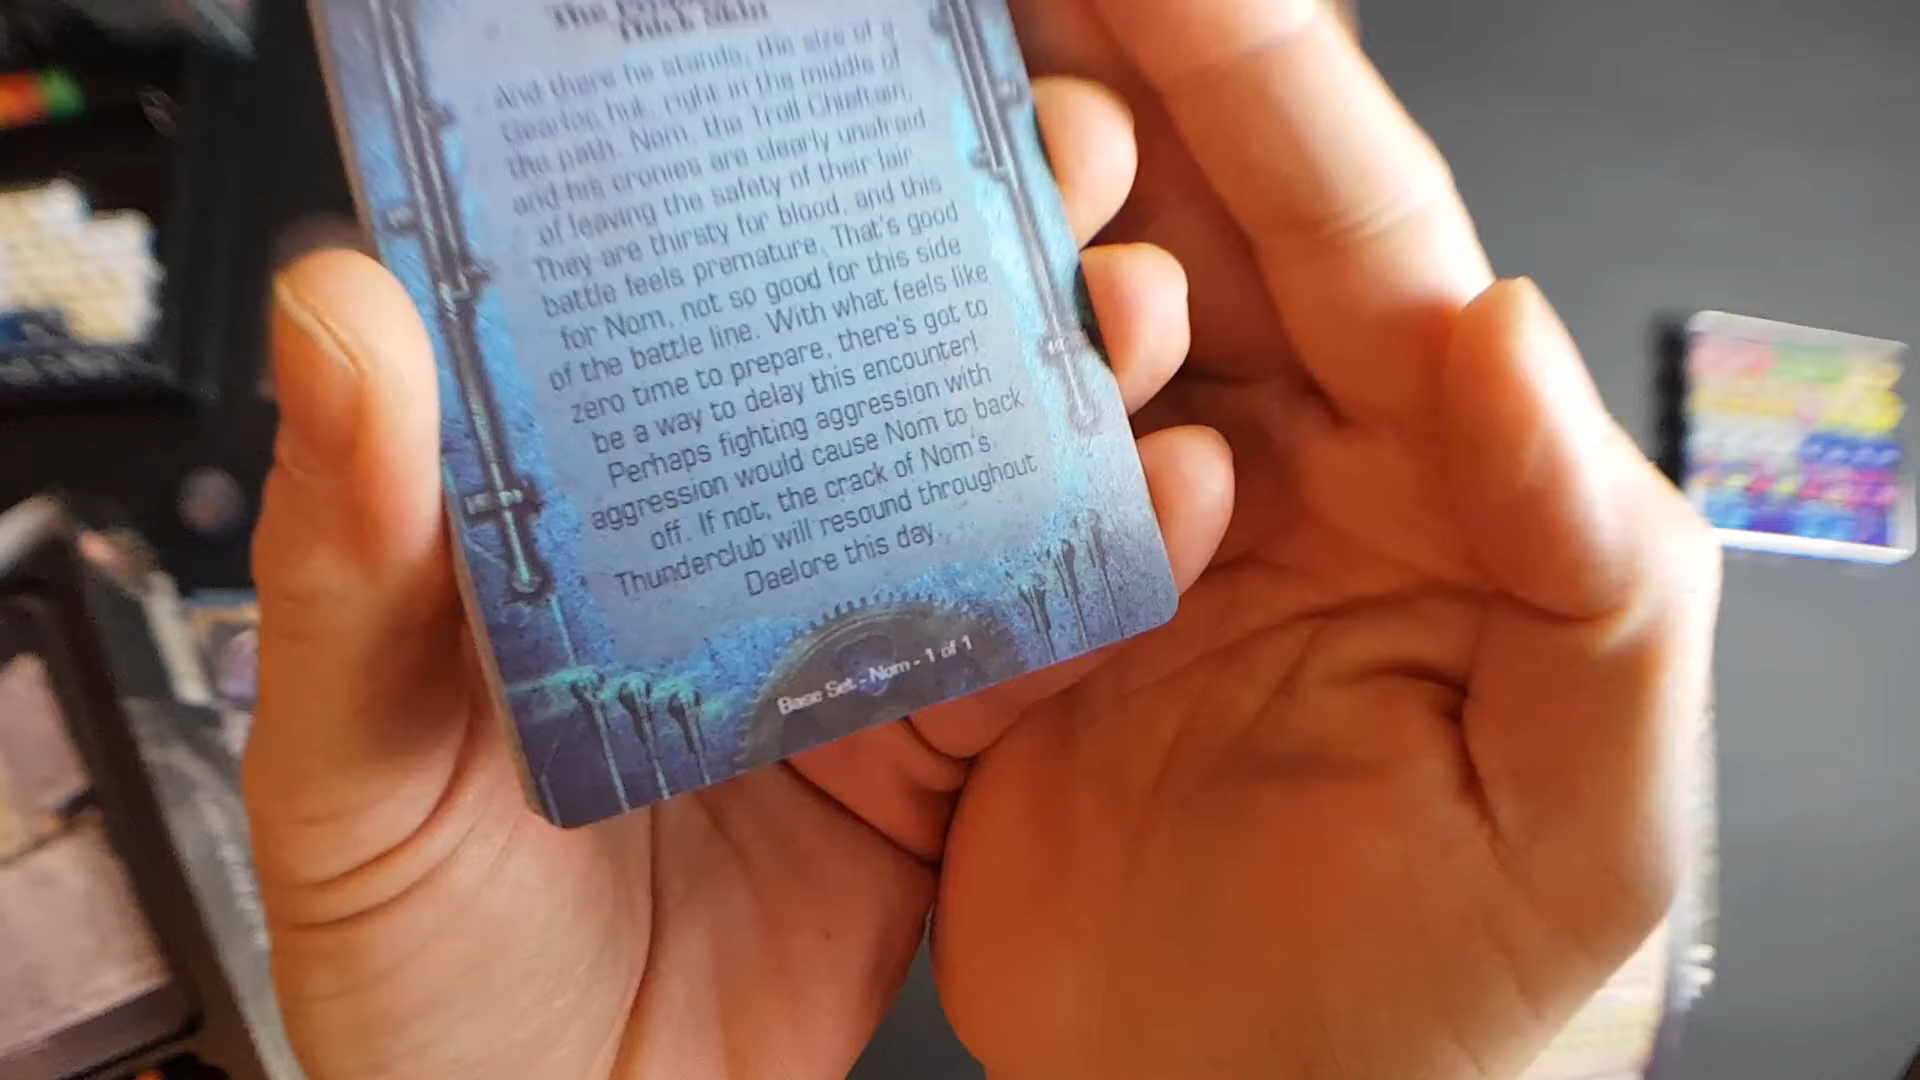 The
Thick Skin
And there he stands, the size of a
Gearloc hut, right in the middle of
the path. Nom, the Troll Chieftain,
and his cronies are clearly unafraid
of leaving the safety of their lair.
They are thirsty for blood, and this
battle feels premature. That's good
for Nom, not so good for this side
of the battle line. With what feels like
zero time to prepare, there's got to
be a way to delay this encounter!
Perhaps fighting aggression with
aggression would cause Nom to back
off. If not, the crack of Nom's
Thunderclub will resound throughout
Daelore this day.
Base Set - Nom - 1 of 1